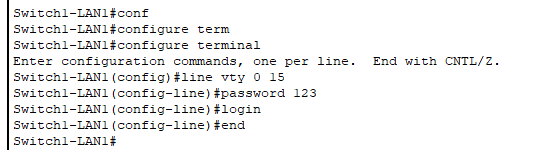 Switch1-LAN1#conf
Switch1-LAN1#configure term
Switch1-LAN1#configure terminal
Enter configuration commands, one per line.  End with CNTL/Z.
Switch1-LAN1(config)#line vty 0 15
Switch1-LAN1(config-line)#password 123
Switch1-LAN1(config-line)#login
Switch1-LAN1(config-line)#end
Switch1-LAN1#